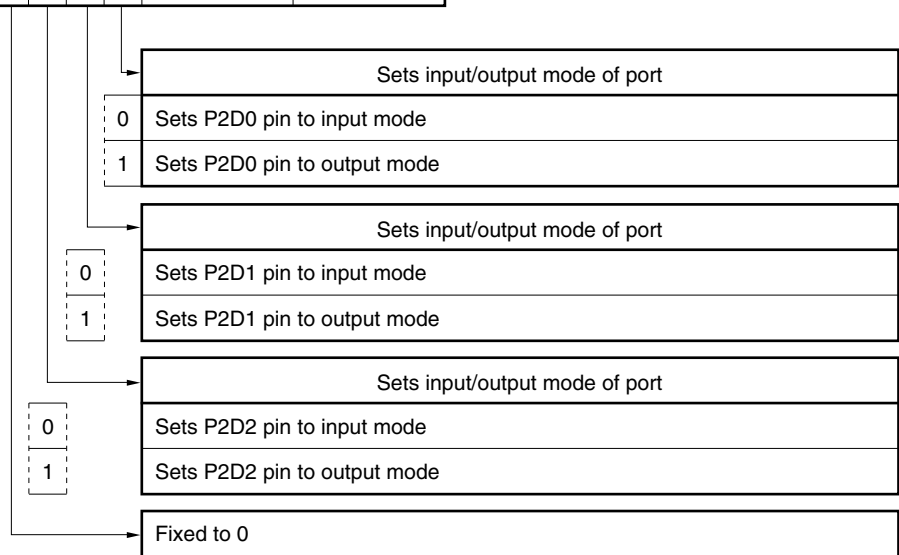 Sets input/output mode of port
0 Sets P2D0 pin to input mode
1 Sets P2D0 pin to output mode
Sets input/output mode of port
0 Sets P2D1 pin to input mode
1 Sets P2D1 pin to output mode
Sets input/output mode of port
0 Sets P2D2 pin to input mode
1 Sets P2D2 pin to output mode
Fixed to 0